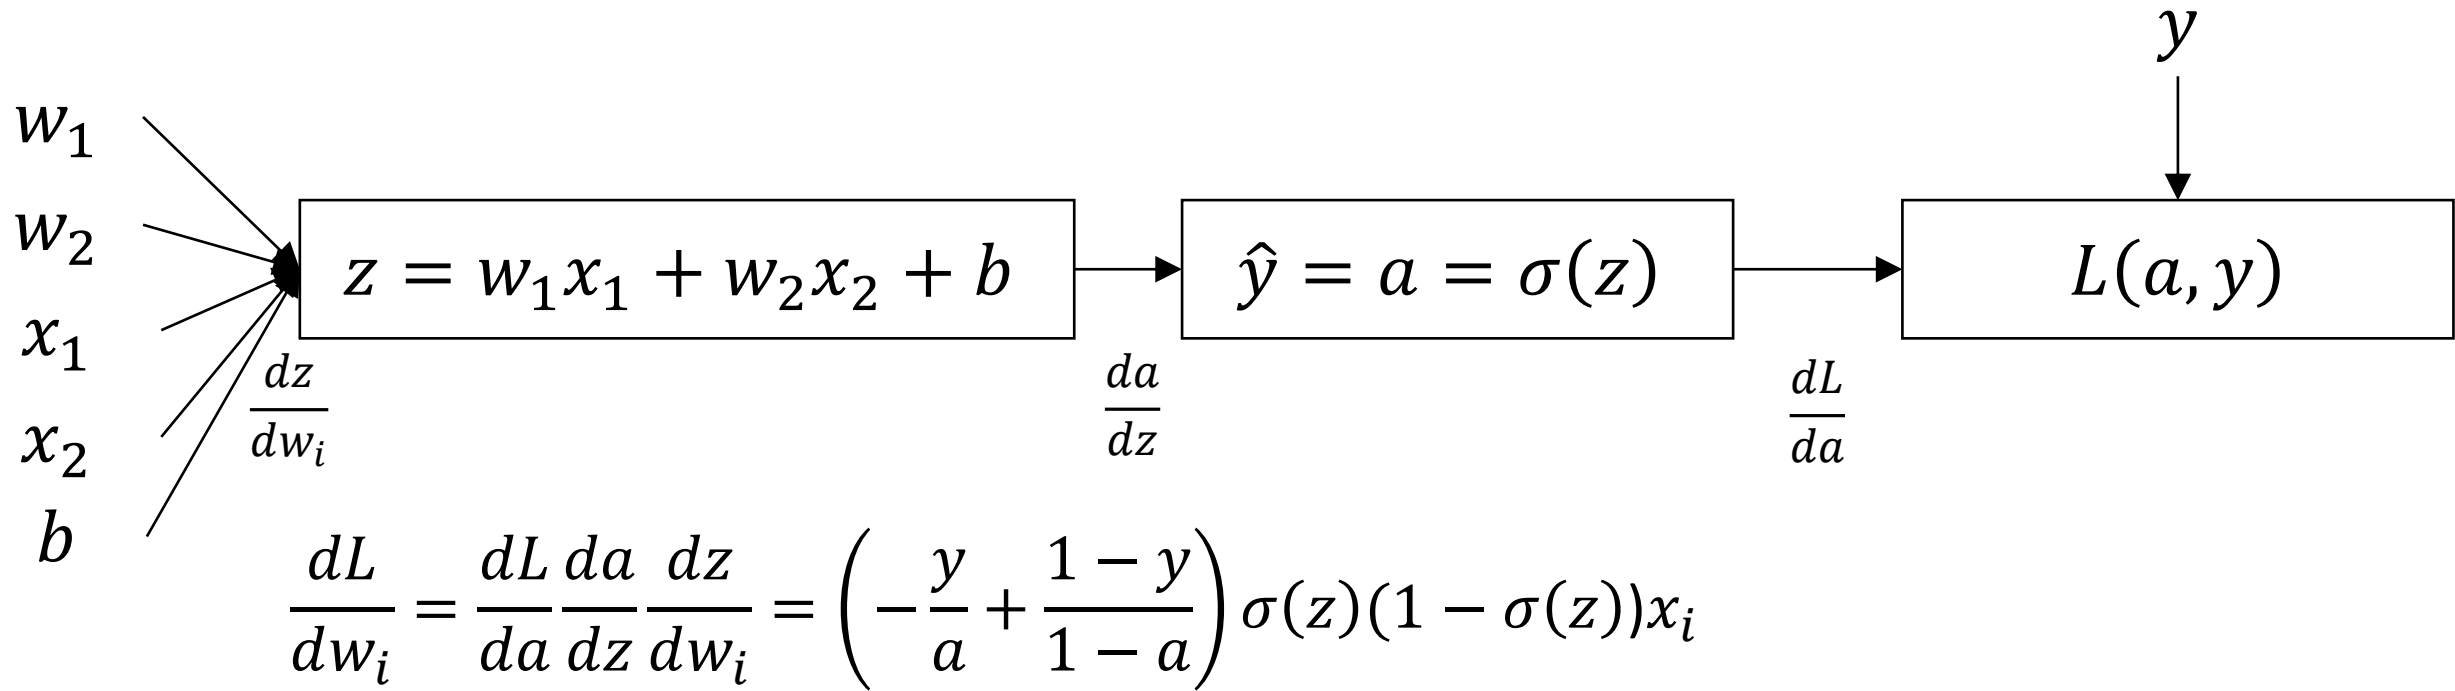 y
w₁
w₂
x₁
x₂
b
z = w₁x₁ + w₂x₂ + b
ŷ = a = σ(z)
L(a, y)
dz/dwᵢ
da/dz
dL/da
dL/dwᵢ = dL/da da/dz dz/dwᵢ = (−y/a + (1 − y)/(1 − a)) σ(z)(1 − σ(z))xᵢ